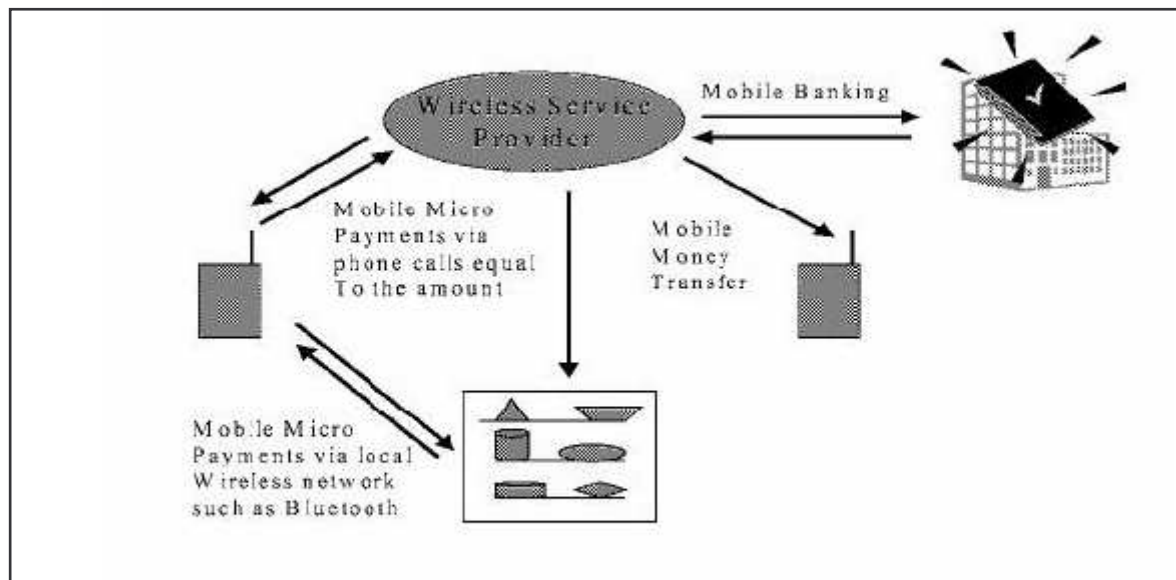 Wireless Service
Provider
Mobile Banking
Mobile Micro
Payments via
phone calls equal
To the amount
Mobile
Money
Transfer
Mobile Micro
Payments via local
Wireless network
such as Bluetooth